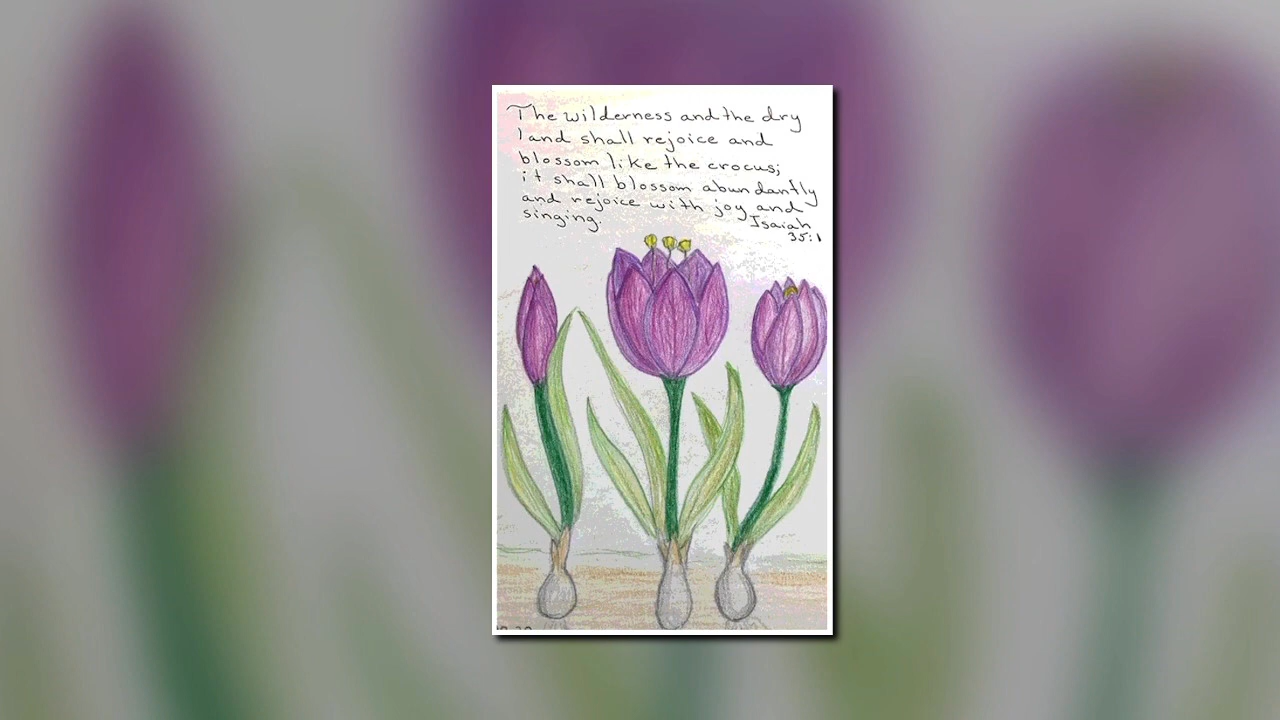 The wilderness and the dry
land shall rejoice and
blossom like the crocus;
it shall blossom abundantly
and rejoice with joy and
singing.
Isaiah
35:1